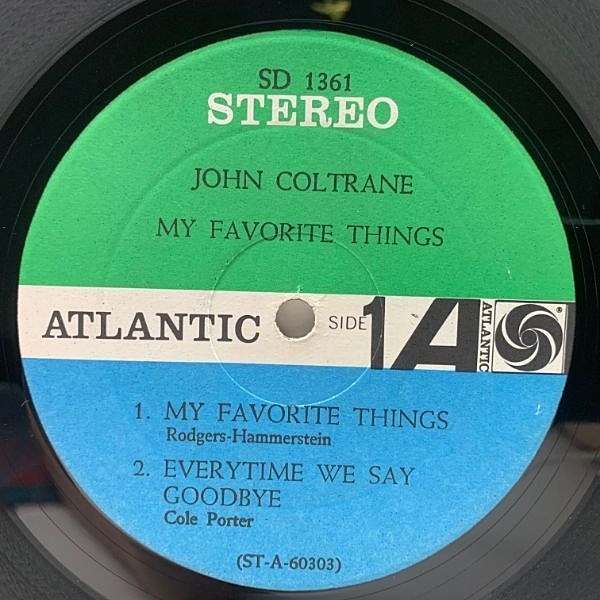 SD 1361
STEREO
JOHN COLTRANE
MY FAVORITE THINGS
ATLANTIC SIDE 1 A ATLANTIC ®
1. MY FAVORITE THINGS
Rodgers-Hammerstein
2. EVERYTIME WE SAY
GOODBYE
Cole Porter
(ST-A-60303)